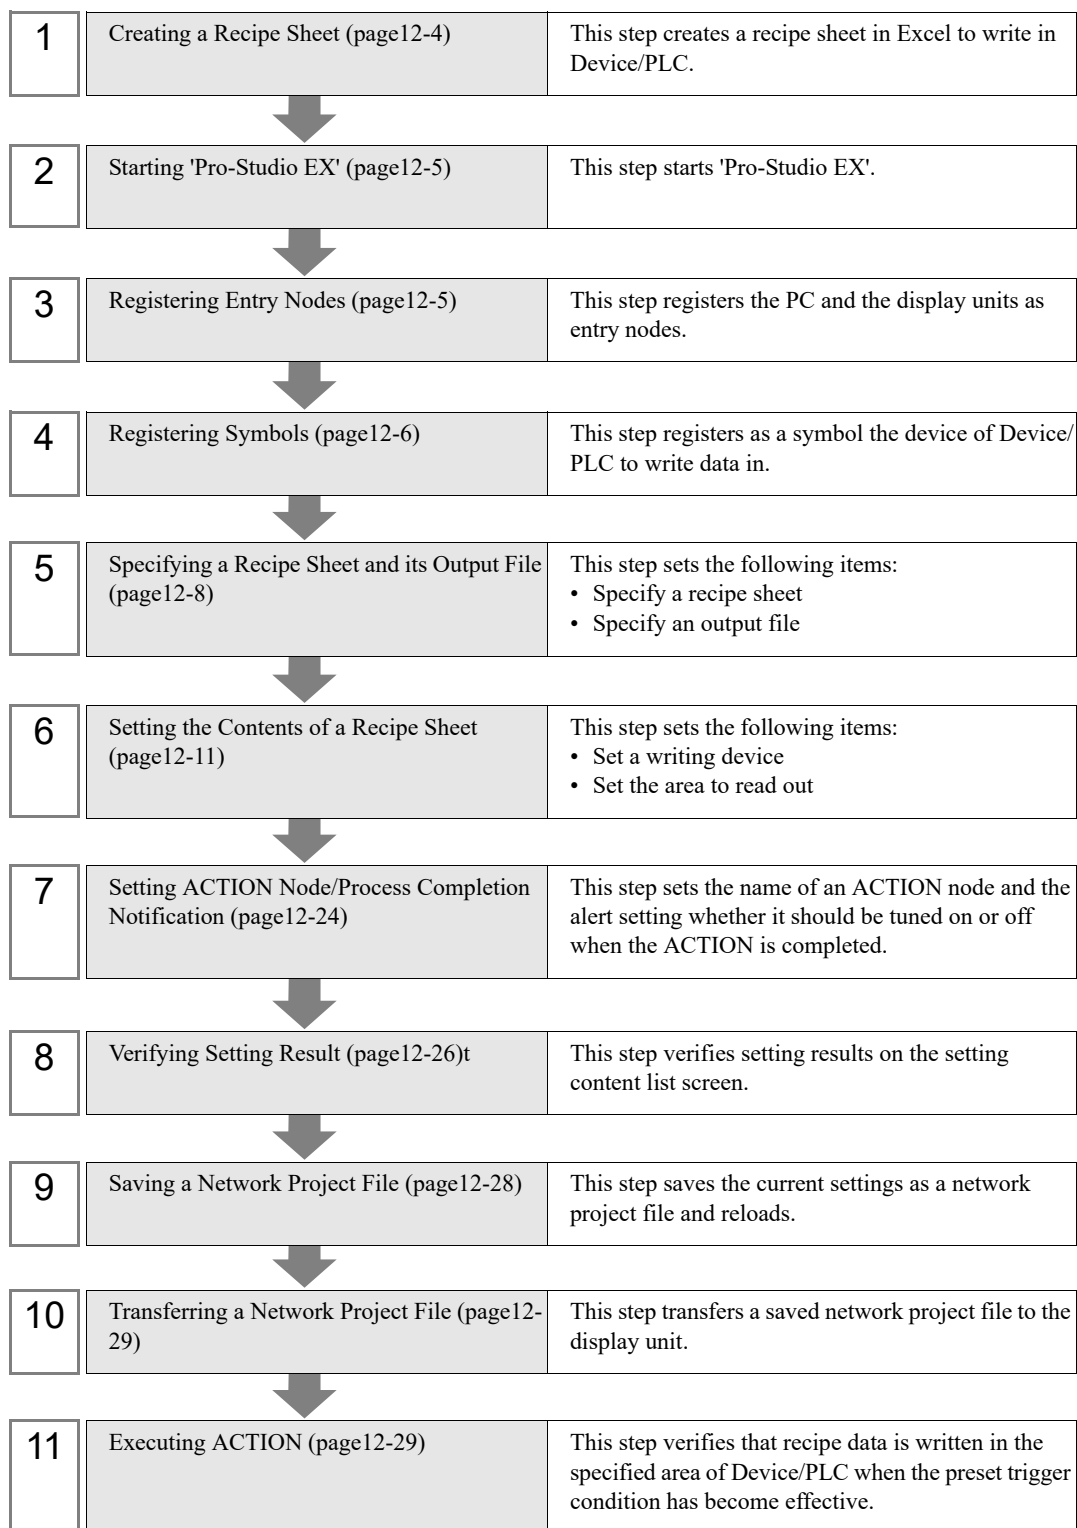 1
Creating a Recipe Sheet (page12-4)
This step creates a recipe sheet in Excel to write in
Device/PLC.
2
Starting 'Pro-Studio EX' (page12-5)
This step starts 'Pro-Studio EX'.
3
Registering Entry Nodes (page12-5)
This step registers the PC and the display units as
entry nodes.
4
Registering Symbols (page12-6)
This step registers as a symbol the device of Device/
PLC to write data in.
5
Specifying a Recipe Sheet and its Output File
(page12-8)
This step sets the following items:
• Specify a recipe sheet
• Specify an output file
6
Setting the Contents of a Recipe Sheet
(page12-11)
This step sets the following items:
• Set a writing device
• Set the area to read out
7
Setting ACTION Node/Process Completion
Notification (page12-24)
This step sets the name of an ACTION node and the
alert setting whether it should be tuned on or off
when the ACTION is completed.
8
Verifying Setting Result (page12-26)t
This step verifies setting results on the setting
content list screen.
9
Saving a Network Project File (page12-28)
This step saves the current settings as a network
project file and reloads.
10
Transferring a Network Project File (page12-
29)
This step transfers a saved network project file to the
display unit.
11
Executing ACTION (page12-29)
This step verifies that recipe data is written in the
specified area of Device/PLC when the preset trigger
condition has become effective.